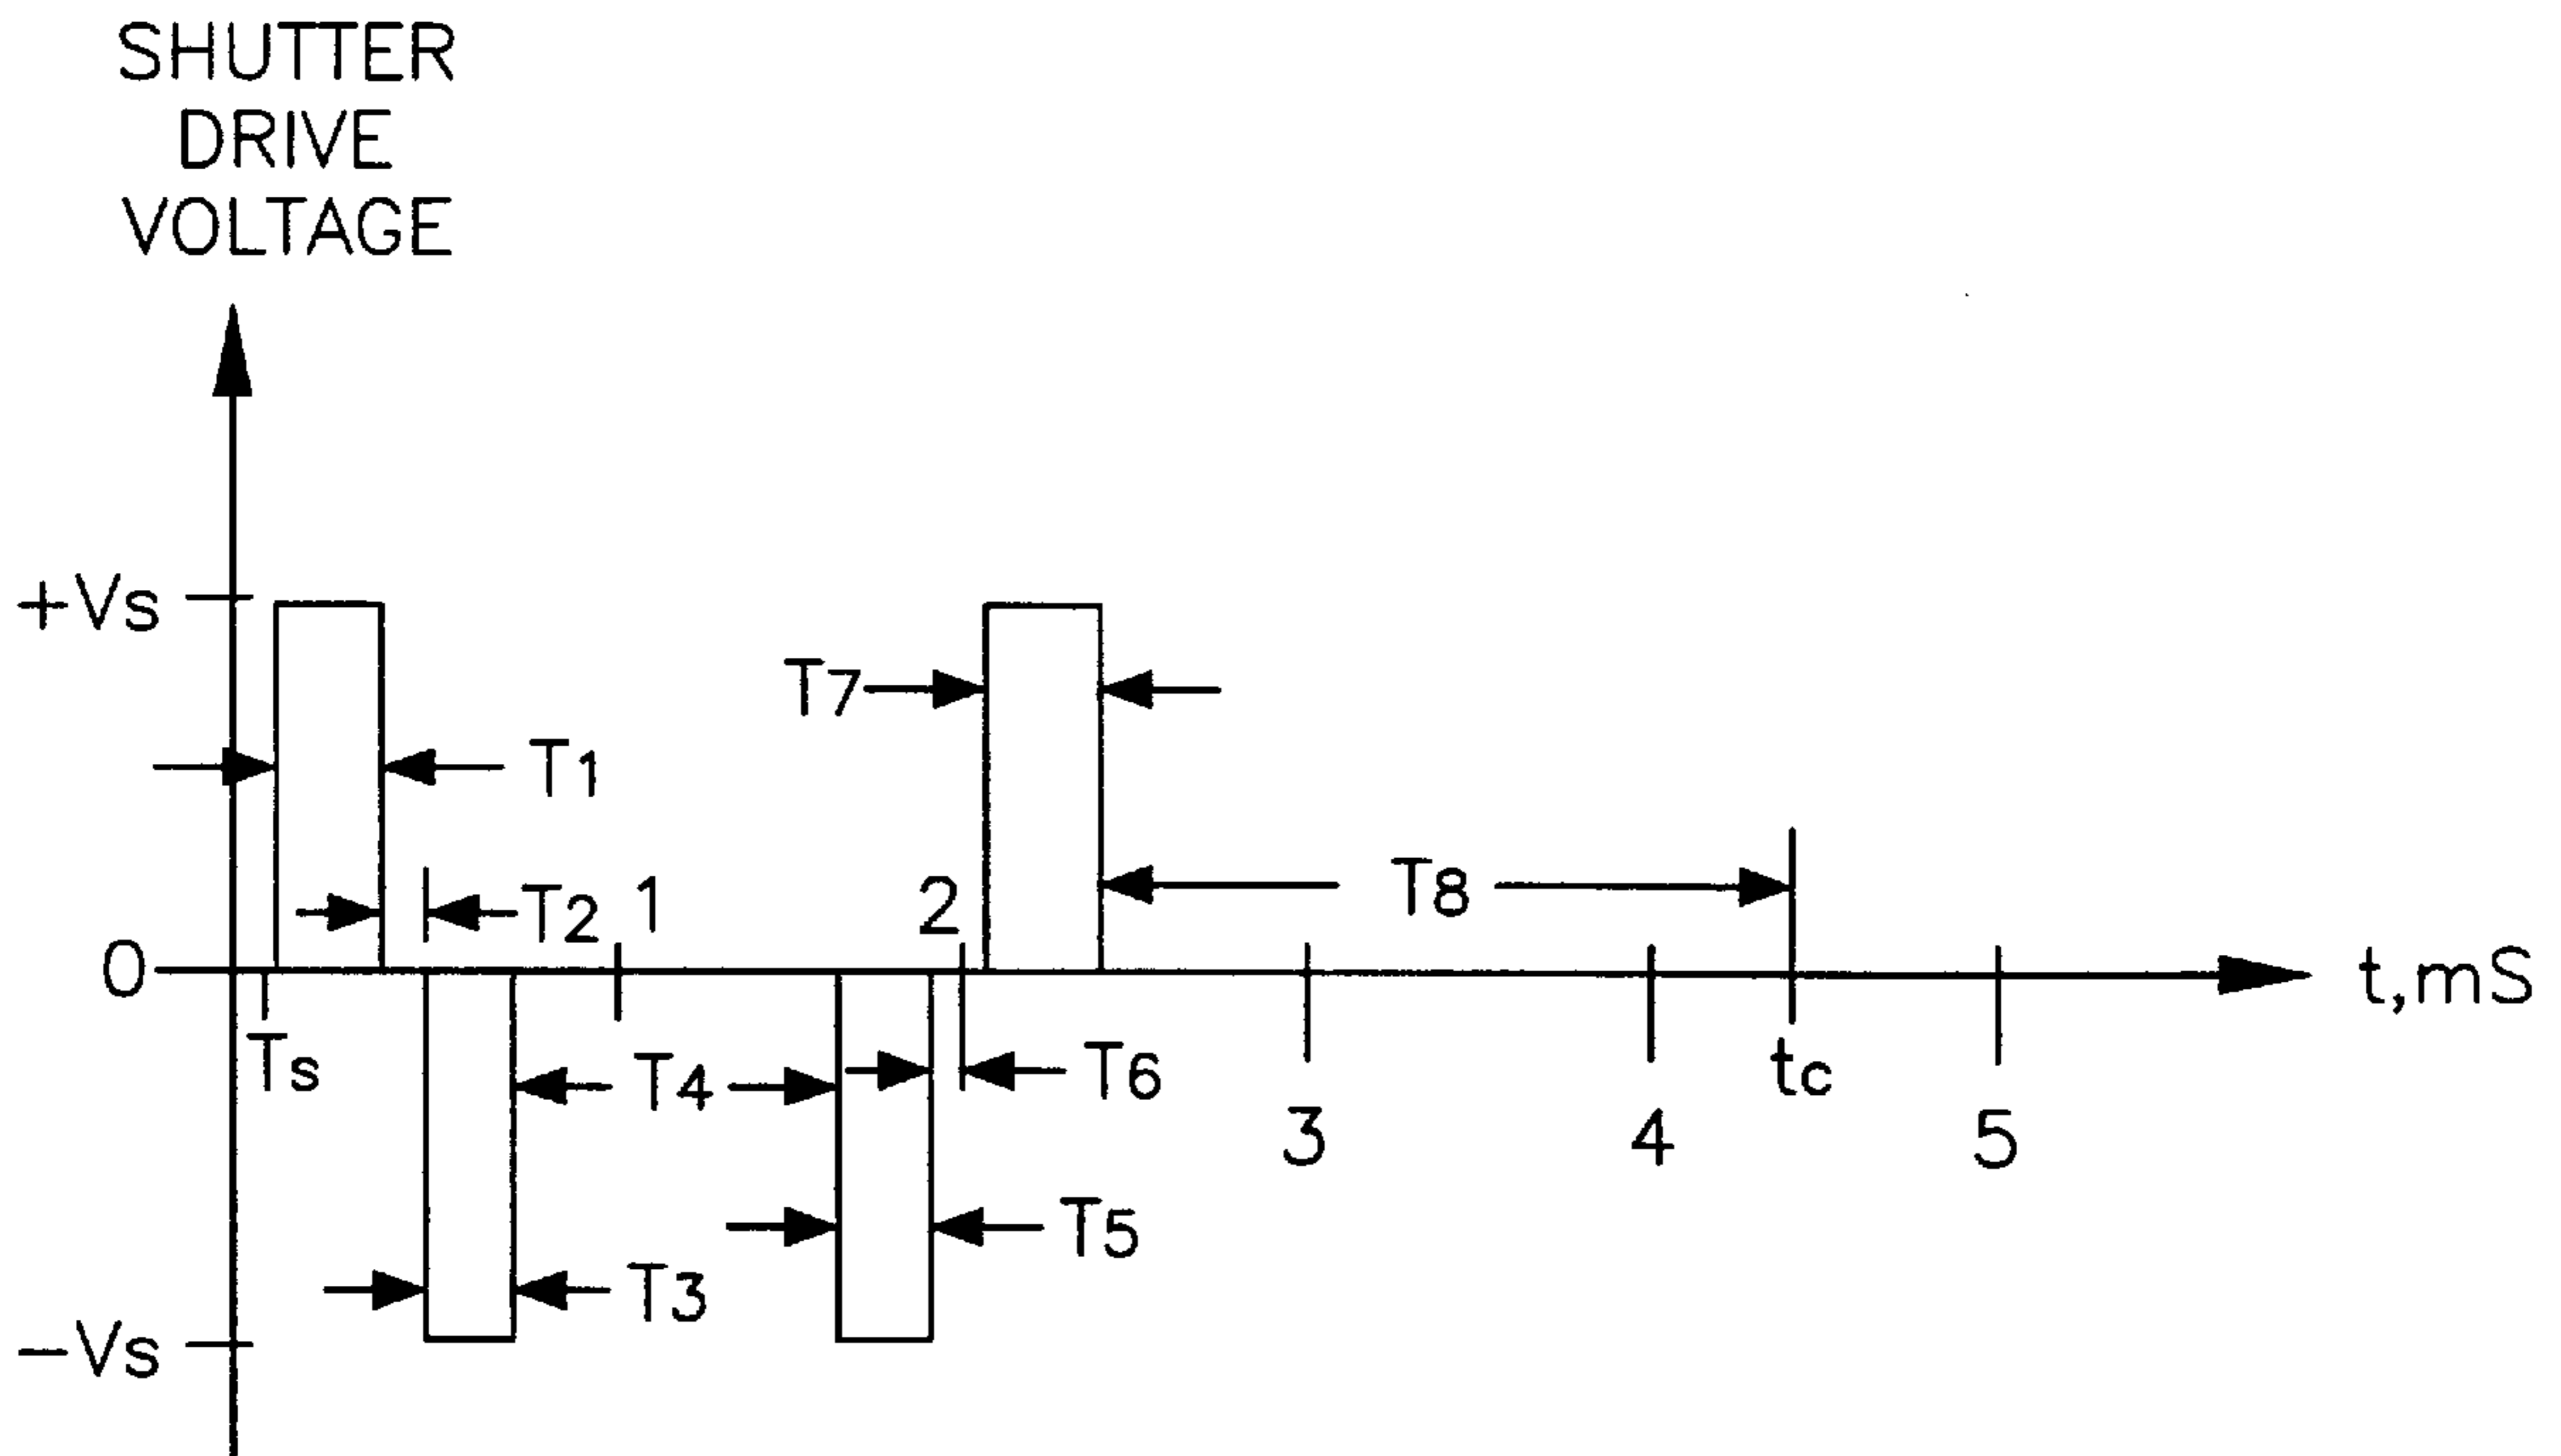 SHUTTER
DRIVE
VOLTAGE
+Vs
T7
T1
T8
T2
1
2
0
t,mS
Ts
T4
T6
tc
3
4
5
T5
T3
-Vs